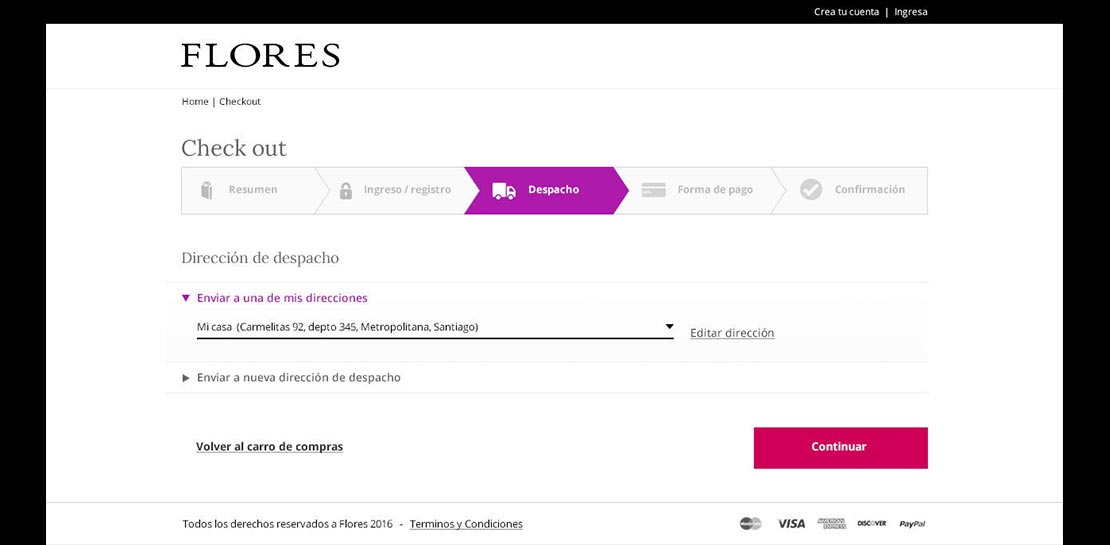 Crea tu cuenta | Ingresa
FLORES
Home | Checkout
Check out
Resumen
Ingreso / registro
Despacho
Forma de pago
Confirmación
Dirección de despacho
Enviar a una de mis direcciones
Mi casa (Carmelitas 92, depto 345, Metropolitana, Santiago)
Editar dirección
Enviar a nueva dirección de despacho
Volver al carro de compras
Continuar
Todos los derechos reservados a Flores 2016 - Terminos y Condiciones
MasterCard VISA AMERICAN EXPRESS DISCOVER PayPal